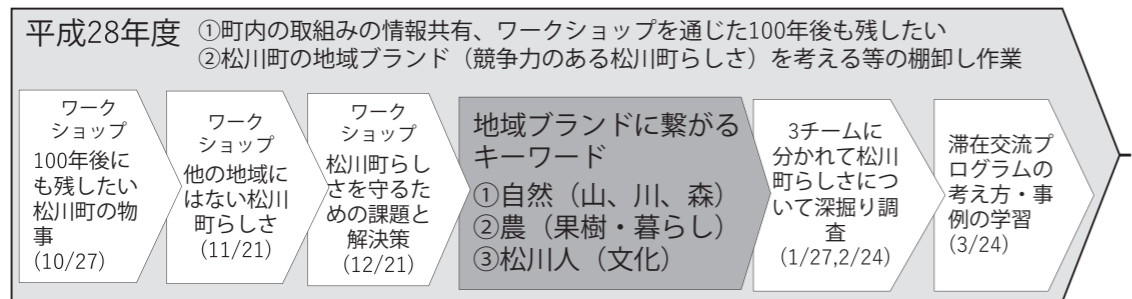 平成28年度 ①町内の取組みの情報共有、ワークショップを通じた100年後も残したい
②松川町の地域ブランド（競争力のある松川町らしさ）を考える等の棚卸し作業
ワーク
ショップ
100年後に
も残したい
松川町の物
事
(10/27)
ワーク
ショップ
他の地域に
はない松川
町らしさ
(11/21)
ワーク
ショップ
松川町らし
さを守るた
めの課題と
解決策
(12/21)
地域ブランドに繋がる
キーワード
①自然（山、川、森）
②農（果樹・暮らし）
③松川人（文化）
3チームに
分かれて松川
町らしさにつ
いて深掘り調
査
(1/27,2/24)
滞在交流プ
ログラムの
考え方・事
例の学習
(3/24)